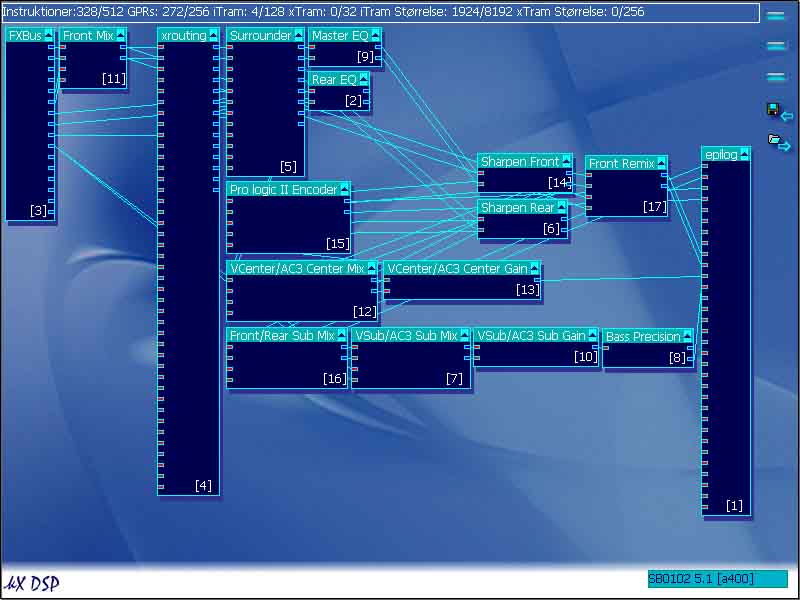 Instruktioner:328/512 GPRs: 272/256 iTram: 4/128 xTram: 0/32 iTram Størrelse: 1924/8192 xTram Størrelse: 0/256
FXBus
Front Mix
xrouting
Surrounder
Master EQ
[9]
[11]
Rear EQ
[2]
[5]
[3]
Sharpen Front
[14]
Front Remix
epilog
Pro logic II Encoder
[15]
Sharpen Rear
[6]
[17]
VCenter/AC3 Center Mix
[12]
VCenter/AC3 Center Gain
[13]
Front/Rear Sub Mix
[16]
VSub/AC3 Sub Mix
[7]
VSub/AC3 Sub Gain
[10]
Bass Precision
[8]
[4]
[1]
µX DSP
SB0102 5.1 [a400]